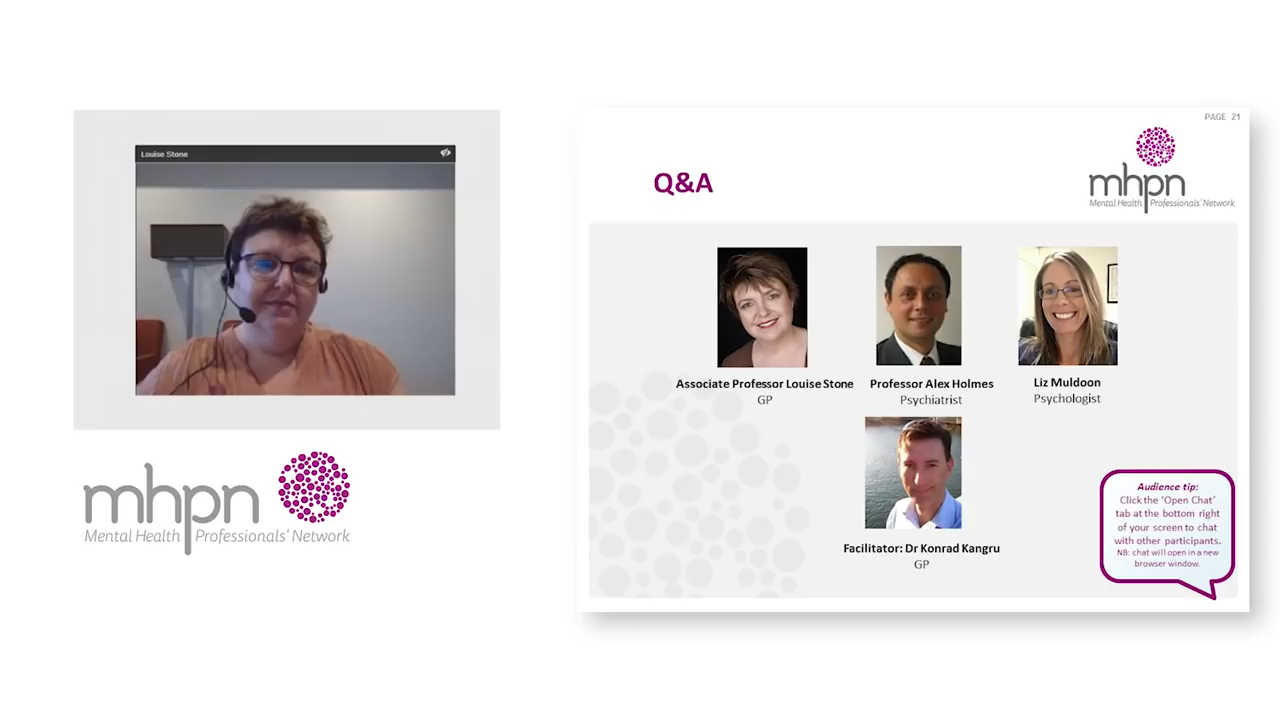 Louise Stone
mhpn
Mental Health Professionals' Network
PAGE 21
Q&A
mhpn
Mental Health Professionals' Network
Associate Professor Louise Stone
GP
Professor Alex Holmes
Psychiatrist
Liz Muldoon
Psychologist
Facilitator: Dr Konrad Kangru
GP
Audience tip:
Click the 'Open Chat'
tab at the bottom right
of your screen to chat
with other participants.
NB: chat will open in a new
browser window.